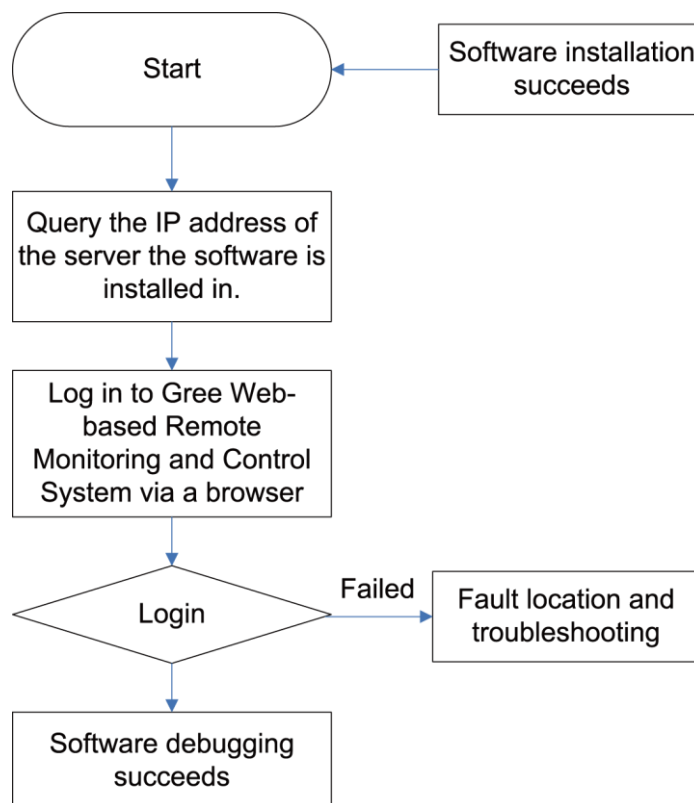 Start
Software installation
succeeds
Query the IP address of
the server the software is
installed in.
Log in to Gree Web-
based Remote
Monitoring and Control
System via a browser
Login
Failed
Fault location and
troubleshooting
Software debugging
succeeds